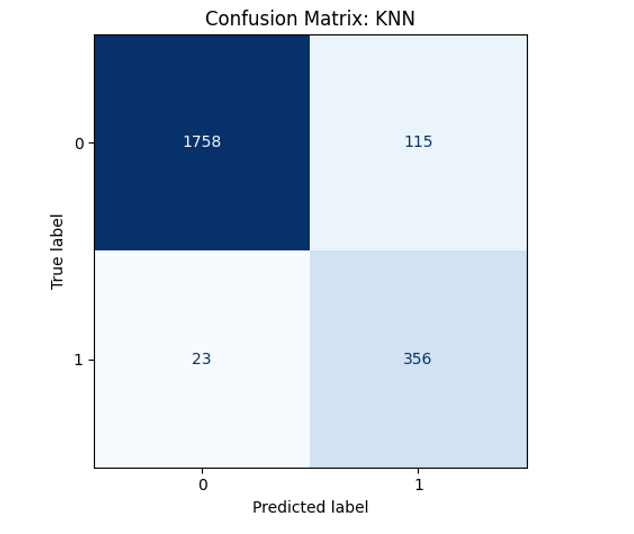 Confusion Matrix: KNN
True label
0
1758
115
1
23
356
0
1
Predicted label